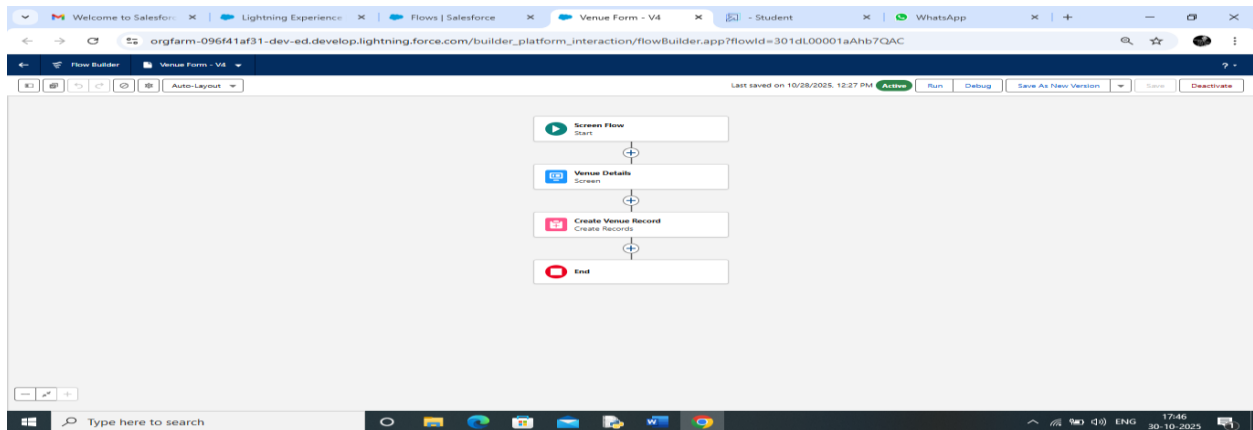 Welcome to Salesforc
Lightning Experience
Flows | Salesforce
Venue Form - V4
- Student
WhatsApp
orgfarm-096f41af31-dev-ed.develop.lightning.force.com/builder_platform_interaction/flowBuilder.app?flowId=301dL00001aAhb7QAC
Flow Builder
Venue Form - V4
?
Auto-Layout
Last saved on 10/28/2025, 12:27 PM
Active
Run
Debug
Save As New Version
Save
Deactivate
Screen Flow
Start
Venue Details
Screen
Create Venue Record
Create Records
End
Type here to search
ENG
17:46
30-10-2025